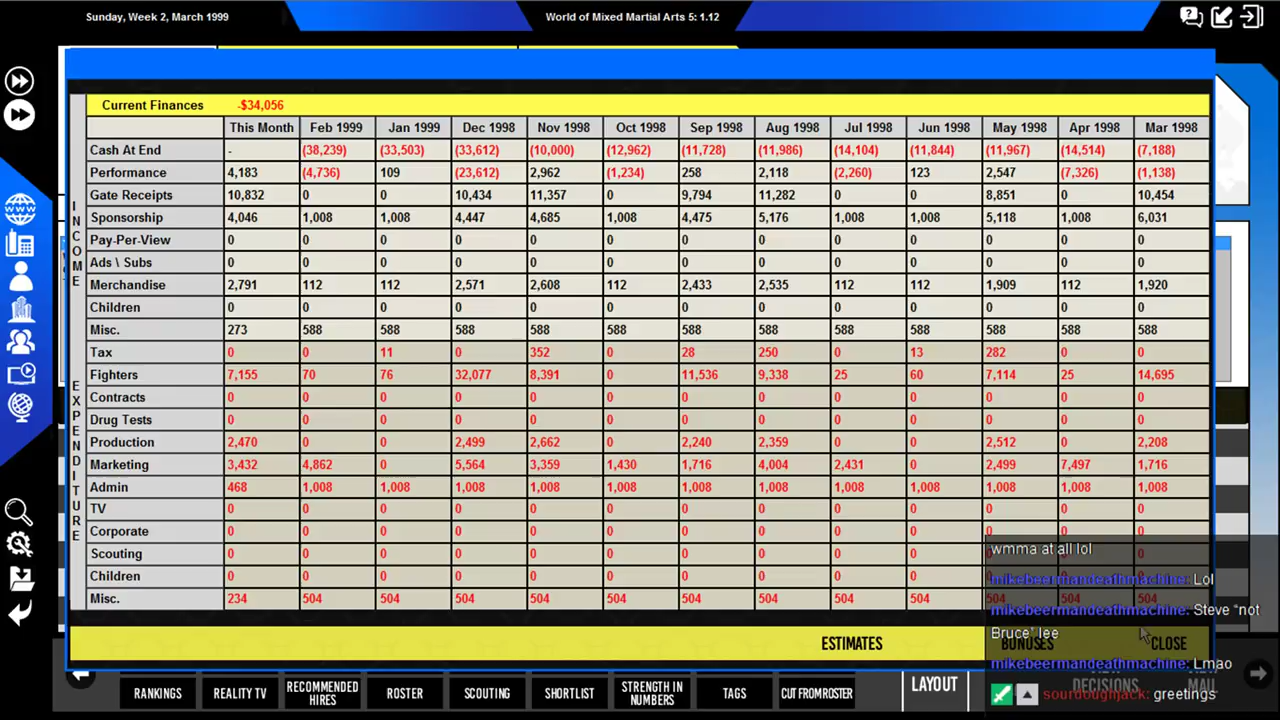 Sunday, Week 2, March 1999
World of Mixed Martial Arts 5: 1.12
Current Finances -$34,056
This Month Feb 1999 Jan 1999 Dec 1998 Nov 1998 Oct 1998 Sep 1998 Aug 1998 Jul 1998 Jun 1998 May 1998 Apr 1998 Mar 1998
INCOME
Cash At End - (38,239) (33,503) (33,612) (10,000) (12,962) (11,728) (11,986) (14,104) (11,844) (11,967) (14,514) (7,188)
Performance 4,183 (4,736) 109 (23,612) 2,962 (1,234) 258 2,118 (2,260) 123 2,547 (7,326) (1,138)
Gate Receipts 10,832 0 0 10,434 11,357 0 9,794 11,282 0 0 8,851 0 10,454
Sponsorship 4,046 1,008 1,008 4,447 4,685 1,008 4,475 5,176 1,008 1,008 5,118 1,008 6,031
Pay-Per-View 0 0 0 0 0 0 0 0 0 0 0 0 0
Ads \ Subs 0 0 0 0 0 0 0 0 0 0 0 0 0
Merchandise 2,791 112 112 2,571 2,608 112 2,433 2,535 112 112 1,909 112 1,920
Children 0 0 0 0 0 0 0 0 0 0 0 0 0
Misc. 273 588 588 588 588 588 588 588 588 588 588 588 588
EXPENDITURE
Tax 0 0 11 0 352 0 28 250 0 13 282 0 0
Fighters 7,155 70 76 32,077 8,391 0 11,536 9,338 25 60 7,114 25 14,695
Contracts 0 0 0 0 0 0 0 0 0 0 0 0 0
Drug Tests 0 0 0 0 0 0 0 0 0 0 0 0 0
Production 2,470 0 0 2,499 2,662 0 2,240 2,359 0 0 2,512 0 2,208
Marketing 3,432 4,862 0 5,564 3,359 1,430 1,716 4,004 2,431 0 2,499 7,497 1,716
Admin 468 1,008 1,008 1,008 1,008 1,008 1,008 1,008 1,008 1,008 1,008 1,008 1,008
TV 0 0 0 0 0 0 0 0 0 0 0 0 0
Corporate 0 0 0 0 0 0 0 0 0 0 0 0 0
Scouting 0 0 0 0 0 0 0 0 0 0 0 0 0
Children 0 0 0 0 0 0 0 0 0 0 0 0 0
Misc. 234 504 504 504 504 504 504 504 504 504 504 504 504
wmma at all lol
mikebeermandeathmachine: Lol
mikebeermandeathmachine: Steve "not
Bruce" lee
mikebeermandeathmachine: Lmao
sourdoughjack: greetings
ESTIMATES BONUSES CLOSE
RANKINGS REALITY TV RECOMMENDED HIRES ROSTER SCOUTING SHORTLIST STRENGTH IN NUMBERS TAGS CUT FROM ROSTER LAYOUT DECISIONS MAIL
WWW